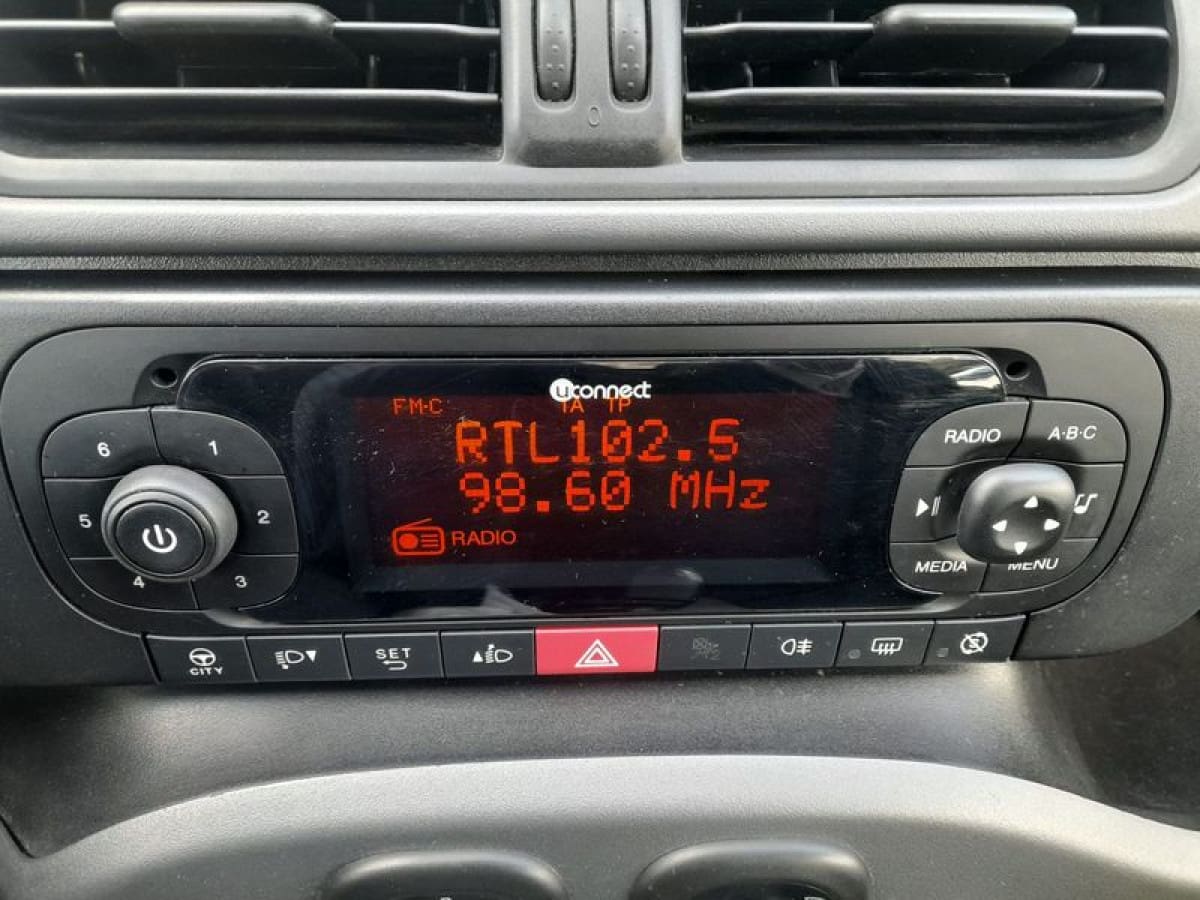 0
uconnect
FM-C TA TP
RTL102.5
98.60 MHz
RADIO
6 1
5 2
4 3
RADIO A·B·C
MEDIA MENU
CITY
SET